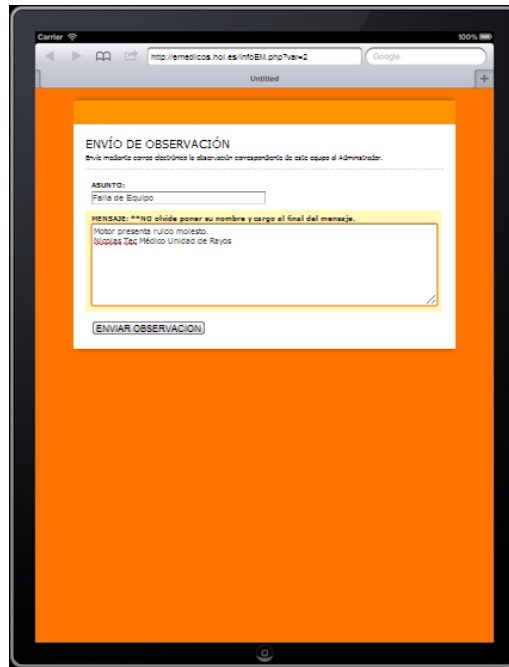 Carrier 100%
http://emedicos.hol.es/infoEM.php?var=2 Google
Untitled +
ENVÍO DE OBSERVACIÓN
Envíe mediante correo electrónico la observación correspondiente de este equipo al Administrador.
ASUNTO:
Falla de Equipo
MENSAJE: **NO olvide poner su nombre y cargo al final del mensaje.
Motor presenta ruido molesto.
Nicolas Tec Médico Unidad de Rayos
ENVIAR OBSERVACION